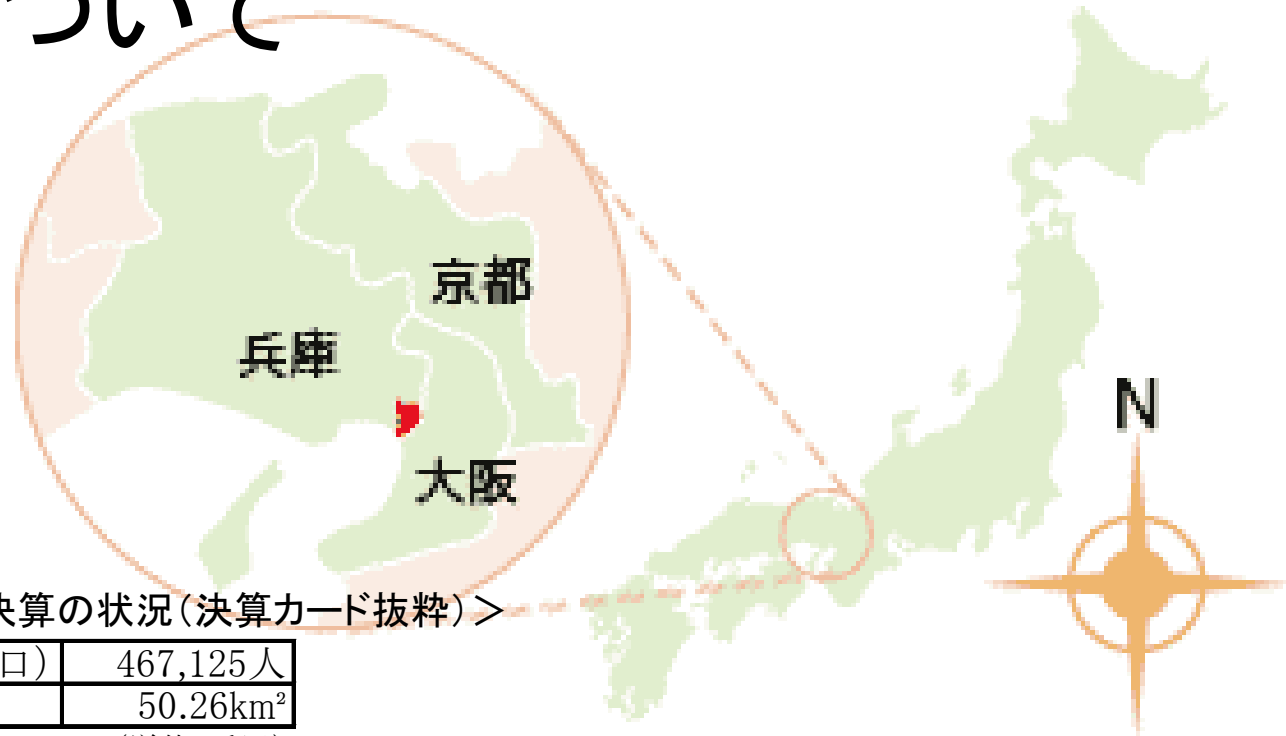 ついて
京都
兵庫
大阪
N
決算の状況(決算カード抜粋)>
口) 467,125人
50.26km²